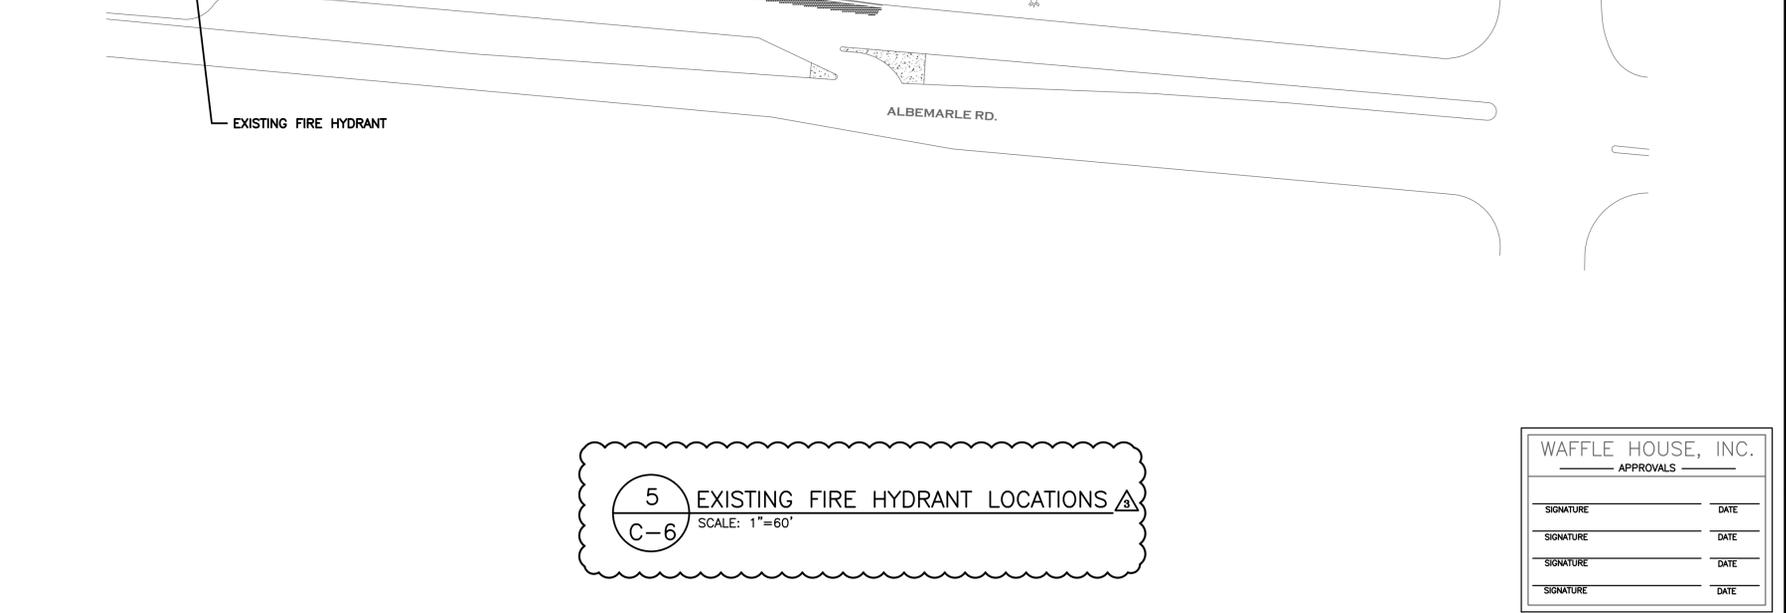 ALBEMARLE RD.
EXISTING FIRE HYDRANT
5
C-6
EXISTING FIRE HYDRANT LOCATIONS 3
SCALE: 1"=60'
WAFFLE HOUSE, INC.
APPROVALS
SIGNATURE DATE
SIGNATURE DATE
SIGNATURE DATE
SIGNATURE DATE